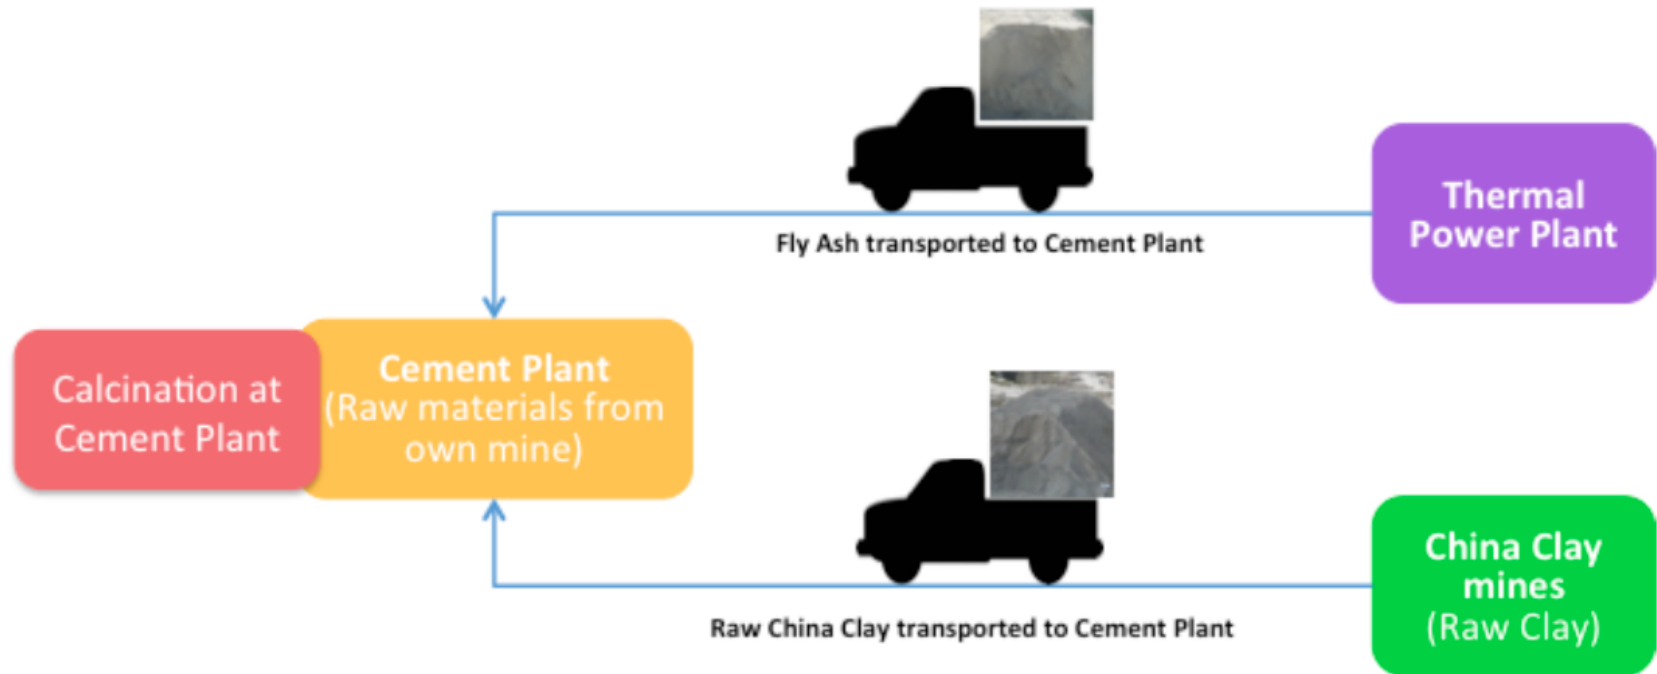 Thermal
Power Plant
Fly Ash transported to Cement Plant
Calcination at
Cement Plant
Cement Plant
(Raw materials from
own mine)
China Clay
mines
(Raw Clay)
Raw China Clay transported to Cement Plant